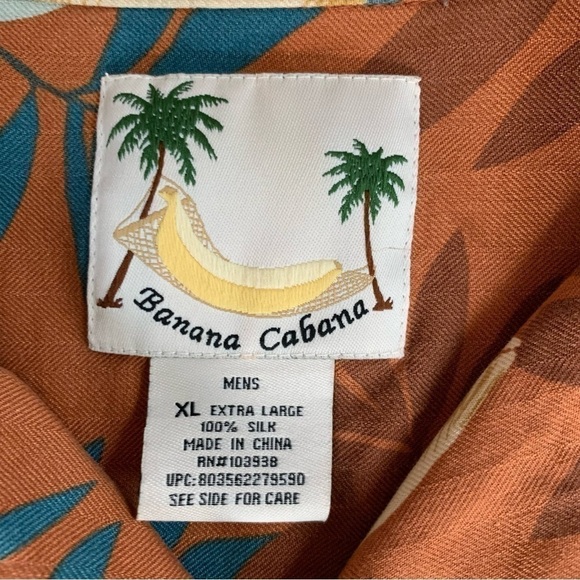 Banana Cabana
MENS
XL EXTRA LARGE
100% SILK
MADE IN CHINA
RN#103938
UPC:803562279590
SEE SIDE FOR CARE